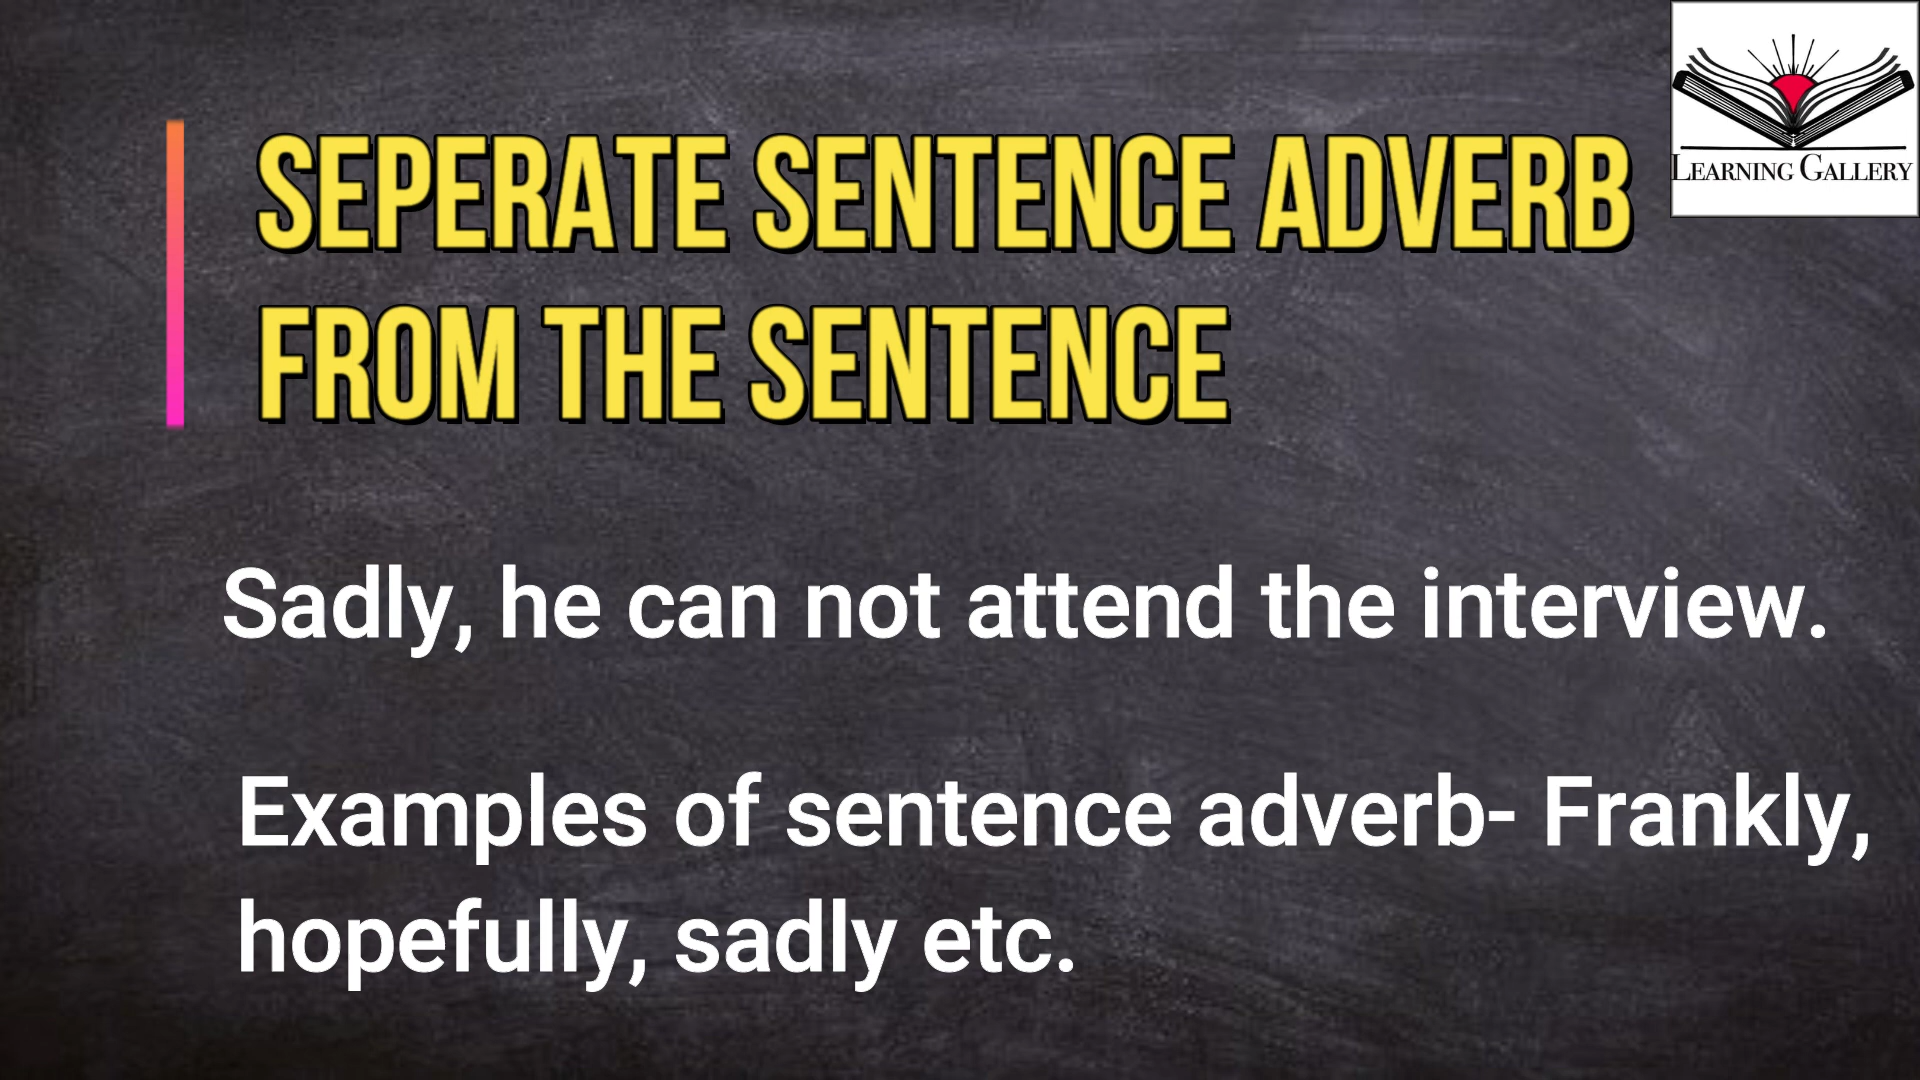 SEPERATE SENTENCE ADVERB
FROM THE SENTENCE
LEARNING GALLERY
Sadly, he can not attend the interview.
Examples of sentence adverb- Frankly,
hopefully, sadly etc.